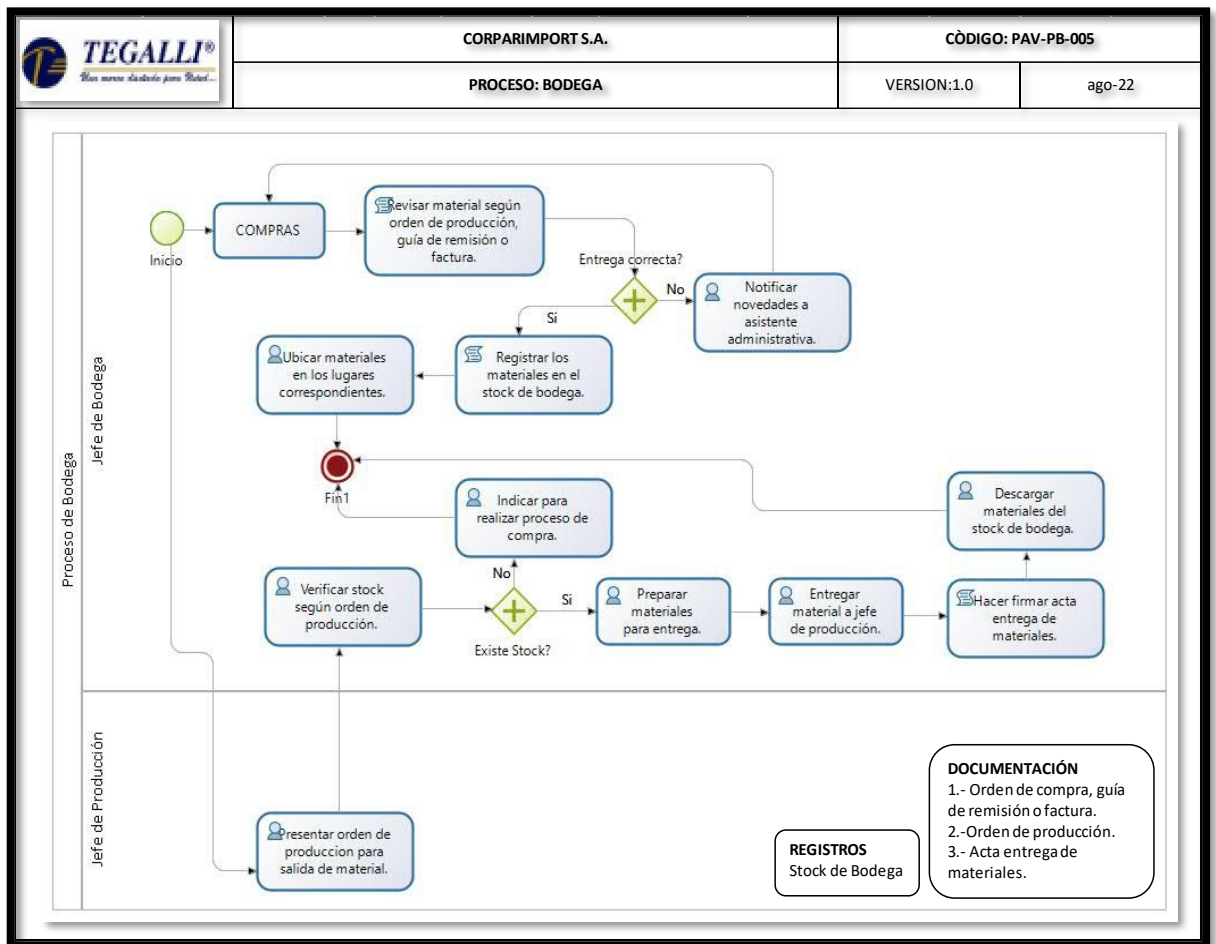 TEGALLI®
CORPARIMPORT S.A.
CÒDIGO: PAV-PB-005
PROCESO: BODEGA
VERSION:1.0
ago-22
Proceso de Bodega
Jefe de Bodega
Inicio
COMPRAS
Revisar material según
orden de producción,
guía de remisión o
factura.
Entrega correcta?
No
Notificar
novedades a
asistente
administrativa.
Si
Registrar los
materiales en el
stock de bodega.
Ubicar materiales
en los lugares
correspondientes.
Fin1
Indicar para
realizar proceso de
compra.
No
Verificar stock
según orden de
producción.
Existe Stock?
Si
Preparar
materiales
para entrega.
Entregar
material a jefe
de producción.
Hacer firmar acta
entrega de
materiales.
Descargar
materiales del
stock de bodega.
Jefe de Producción
Presentar orden de
produccion para
salida de material.
REGISTROS
Stock de Bodega
DOCUMENTACIÓN
1.- Orden de compra, guía
de remisión o factura.
2.-Orden de producción.
3.- Acta entrega de
materiales.